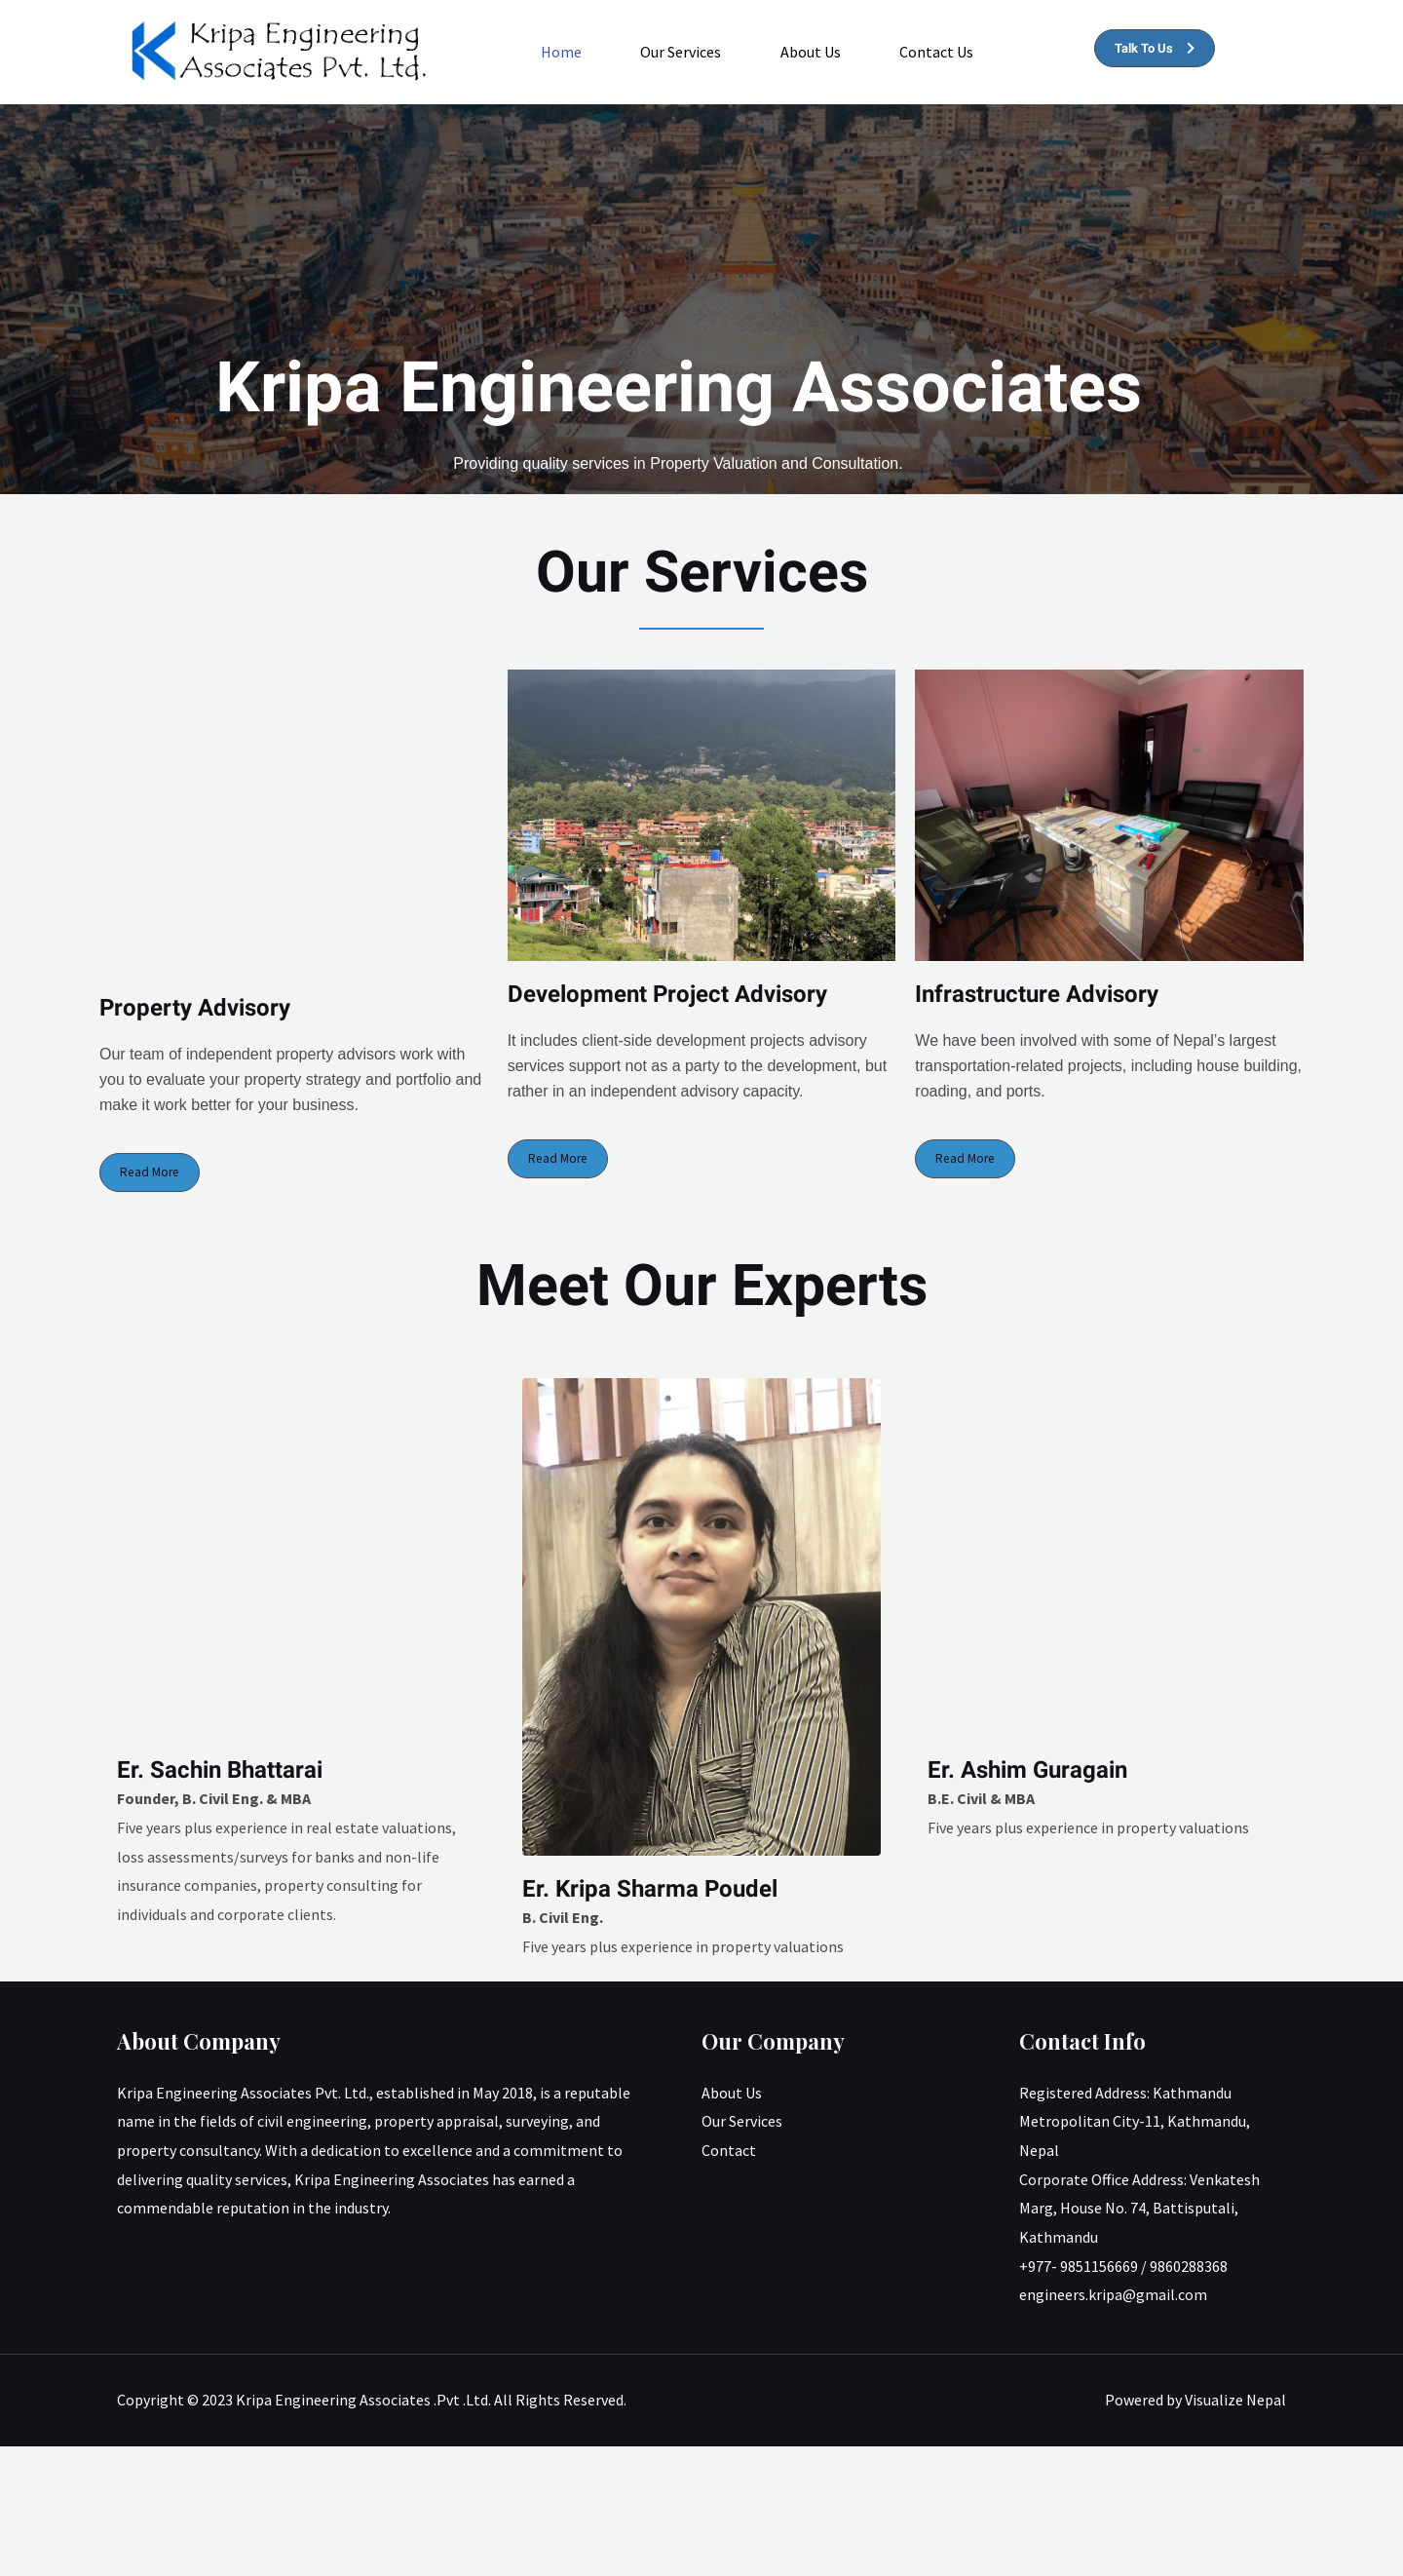 Kripa Engineering
Associates Pvt. Ltd.
Home
Our Services
About Us
Contact Us
Talk To Us
Kripa Engineering Associates
Providing quality services in Property Valuation and Consultation.
Our Services
Property Advisory
Our team of independent property advisors work with
you to evaluate your property strategy and portfolio and
make it work better for your business.
Read More
Development Project Advisory
It includes client-side development projects advisory
services support not as a party to the development, but
rather in an independent advisory capacity.
Read More
Infrastructure Advisory
We have been involved with some of Nepal’s largest
transportation-related projects, including house building,
roading, and ports.
Read More
Meet Our Experts
Er. Sachin Bhattarai
Founder, B. Civil Eng. & MBA
Five years plus experience in real estate valuations,
loss assessments/surveys for banks and non-life
insurance companies, property consulting for
individuals and corporate clients.
Er. Kripa Sharma Poudel
B. Civil Eng.
Five years plus experience in property valuations
Er. Ashim Guragain
B.E. Civil & MBA
Five years plus experience in property valuations
About Company
Kripa Engineering Associates Pvt. Ltd., established in May 2018, is a reputable
name in the fields of civil engineering, property appraisal, surveying, and
property consultancy. With a dedication to excellence and a commitment to
delivering quality services, Kripa Engineering Associates has earned a
commendable reputation in the industry.
Our Company
About Us
Our Services
Contact
Contact Info
Registered Address: Kathmandu
Metropolitan City-11, Kathmandu,
Nepal
Corporate Office Address: Venkatesh
Marg, House No. 74, Battisputali,
Kathmandu
+977- 9851156669 / 9860288368
engineers.kripa@gmail.com
Copyright © 2023 Kripa Engineering Associates .Pvt .Ltd. All Rights Reserved.
Powered by Visualize Nepal